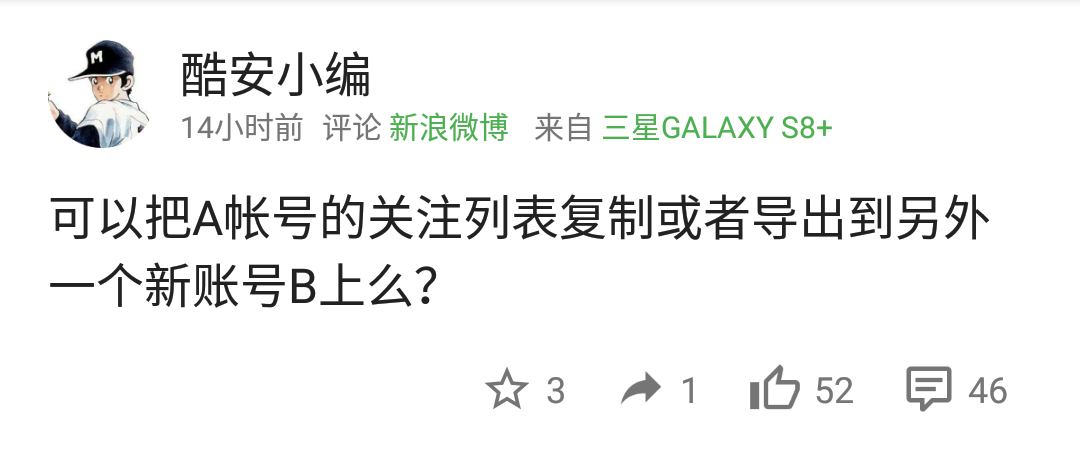 M
酷安小编
14小时前 评论 新浪微博 来自 三星GALAXY S8+
可以把A帐号的关注列表复制或者导出到另外
一个新账号B上么？
3 1 52 46